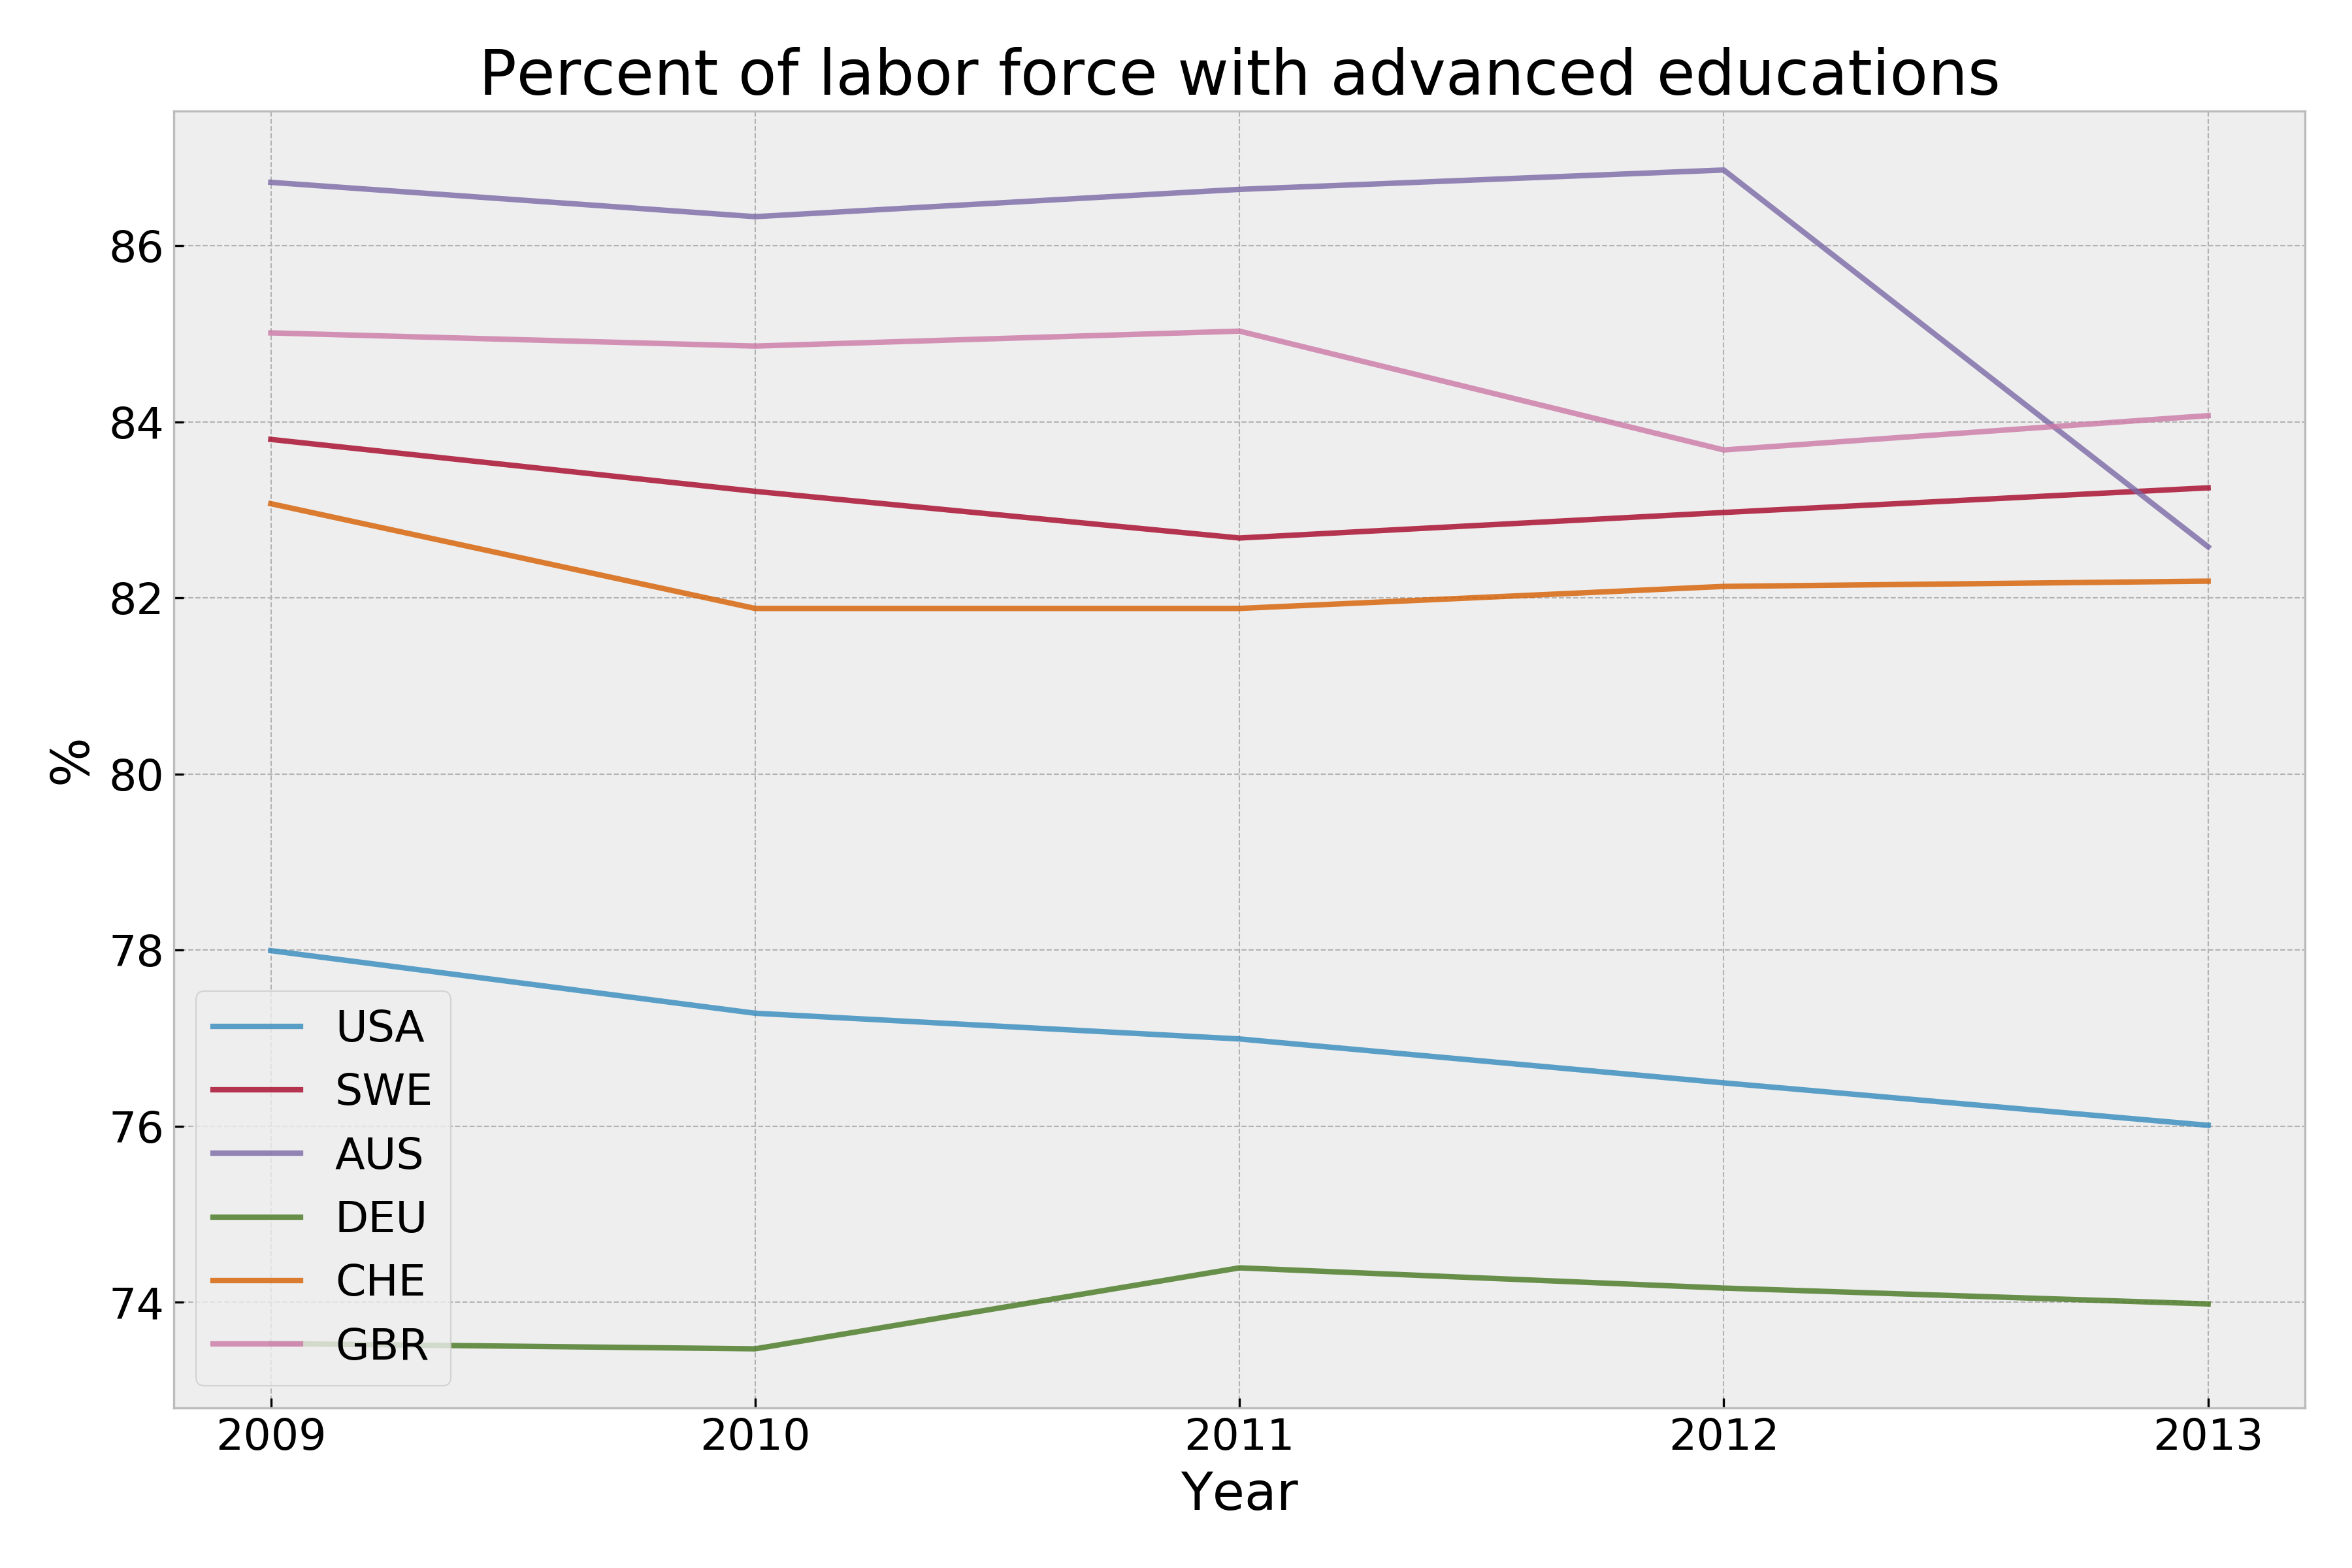 Percent of labor force with advanced educations
%
86
84
82
80
78
76
74
USA
SWE
AUS
DEU
CHE
GBR
2009 2010 2011 2012 2013
Year